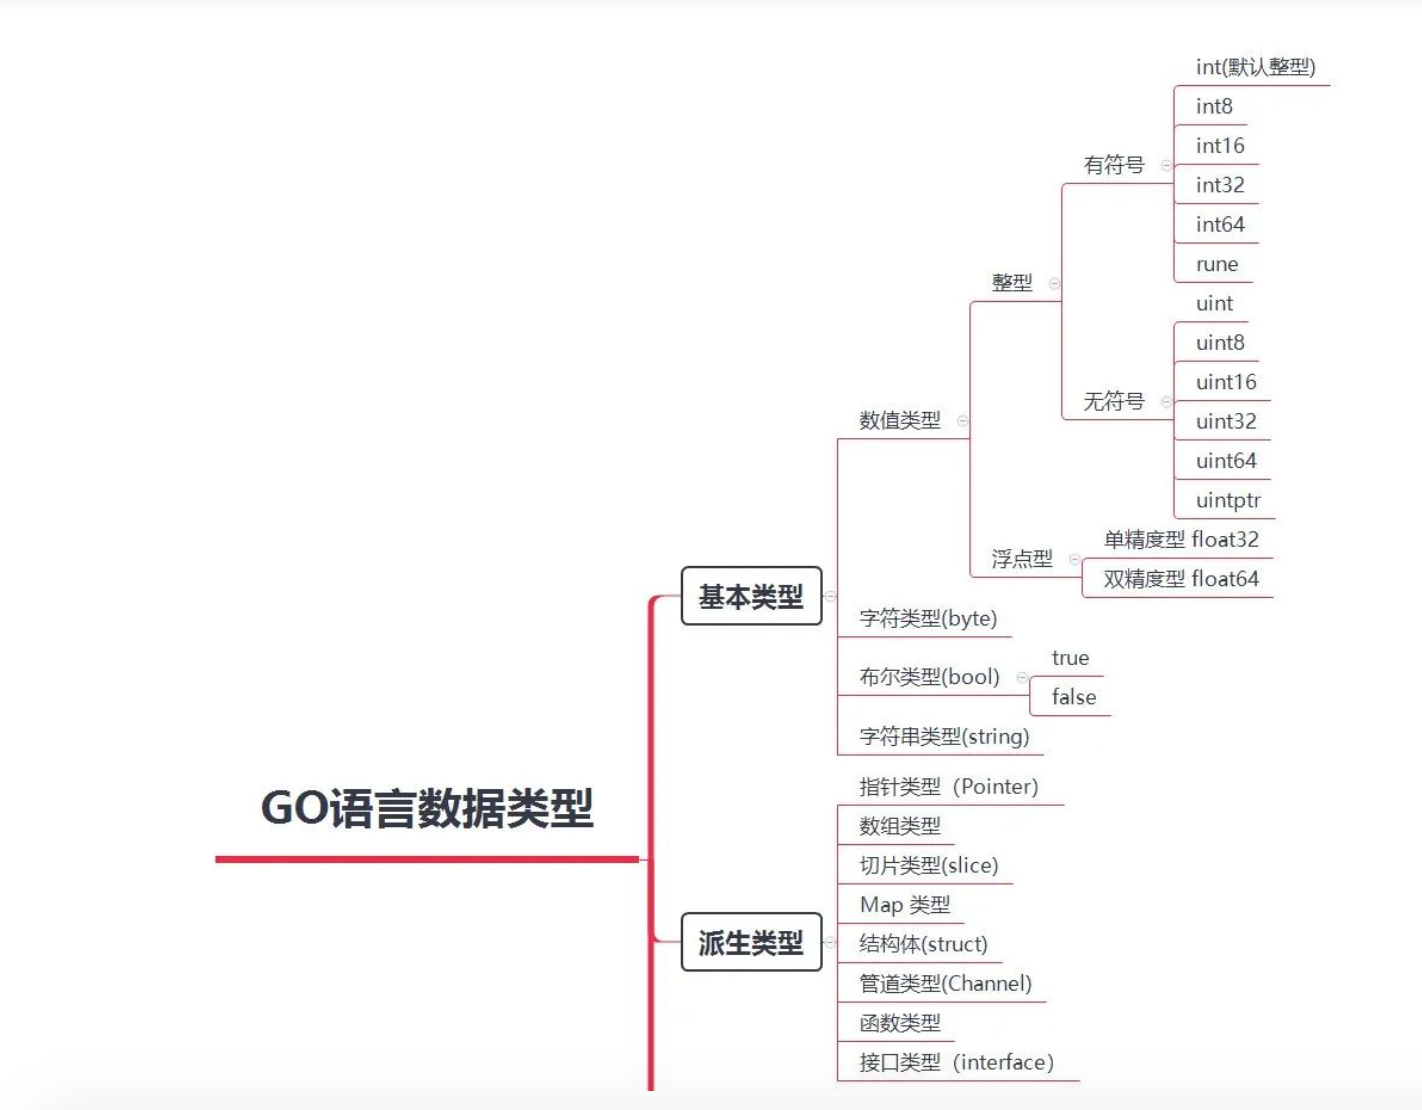 int(默认整型)
int8
int16
有符号
int32
int64
rune
整型
uint
uint8
uint16
无符号
uint32
uint64
uintptr
数值类型
单精度型 float32
浮点型
双精度型 float64
基本类型
字符类型(byte)
true
布尔类型(bool)
false
字符串类型(string)
GO语言数据类型
指针类型（Pointer）
数组类型
切片类型(slice)
Map 类型
派生类型
结构体(struct)
管道类型(Channel)
函数类型
接口类型（interface）